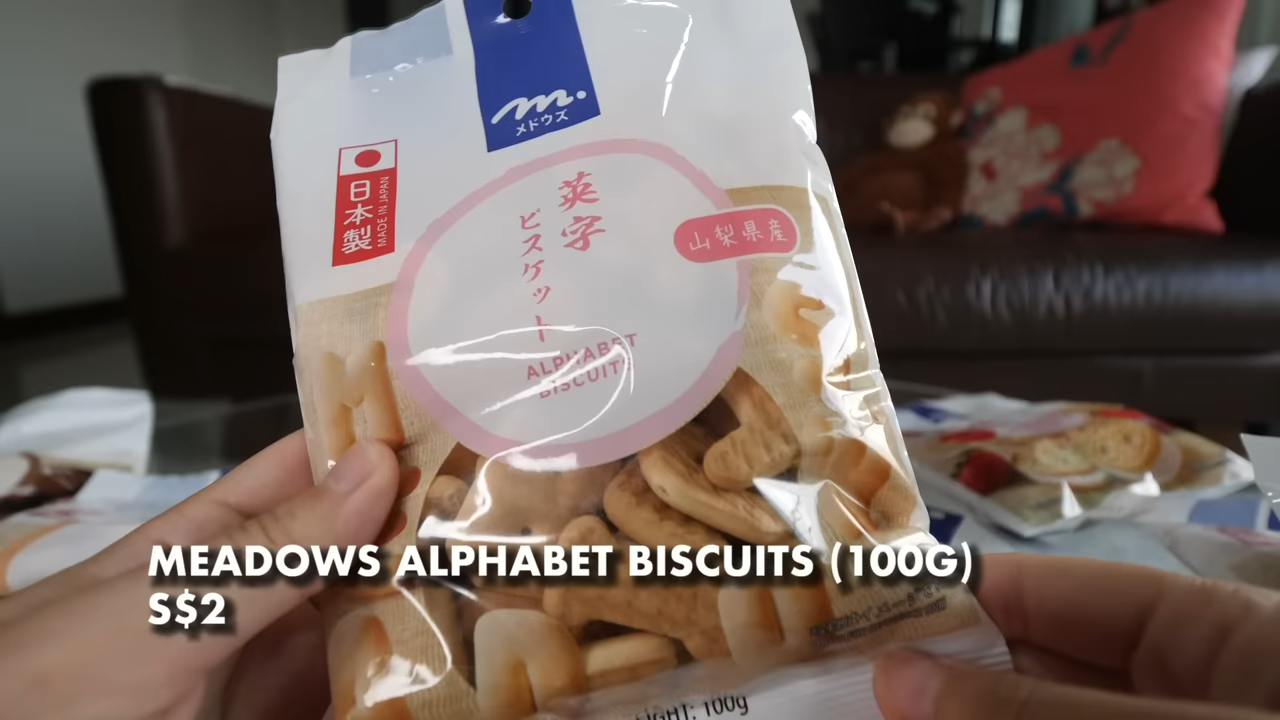 m.
メドウズ
日本製
MADE IN JAPAN
英字
ビスケット
山梨県産
ALPHABET
BISCUITS
MEADOWS ALPHABET BISCUITS (100G)
S$2
100g